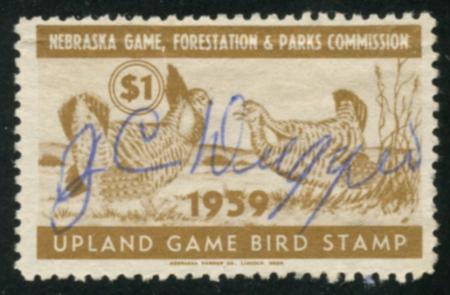 NEBRASKA GAME, FORESTATION & PARKS COMMISSION
$1
J C
1959
UPLAND GAME BIRD STAMP